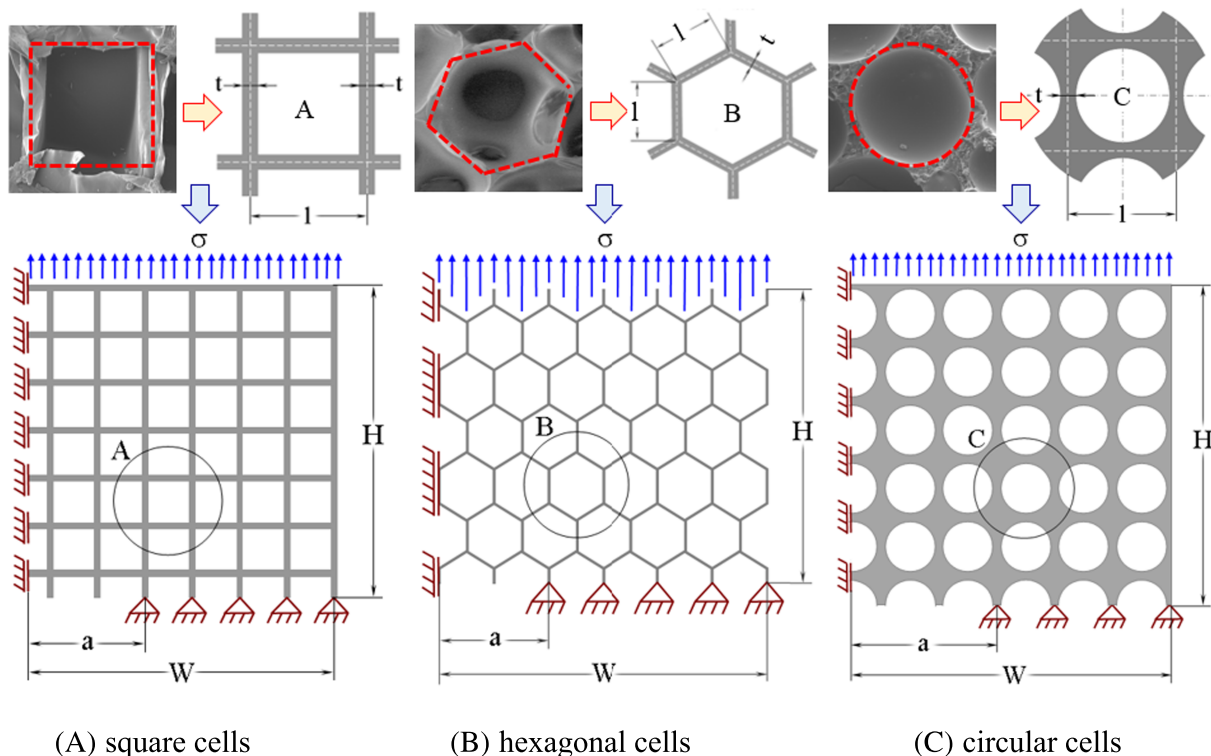 A
t
t
l
l
l
t
B
t
C
l
σ
σ
σ
A
H
B
H
C
H
a
a
a
W
W
W
(A) square cells
(B) hexagonal cells
(C) circular cells